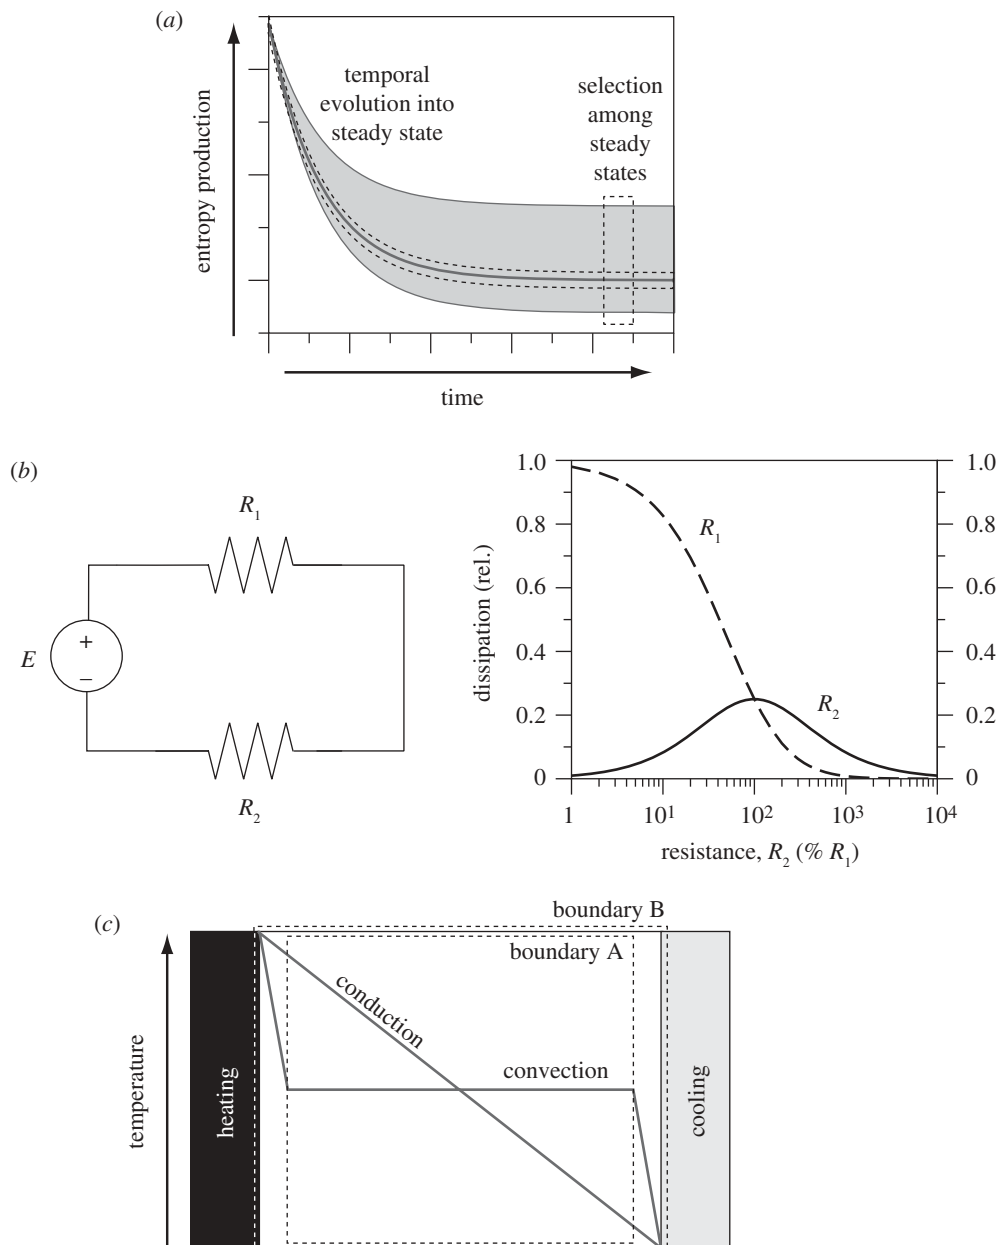 (a)
entropy production
temporal
evolution into
steady state
selection
among
steady
states
time
(b)
R1
E
+
–
R2
dissipation (rel.)
1.0
0.8
0.6
0.4
0.2
0
R1
R2
1.0
0.8
0.6
0.4
0.2
0
1 10¹ 10² 10³ 10⁴
resistance, R2 (% R1)
(c)
boundary B
boundary A
temperature
heating
conduction
convection
cooling